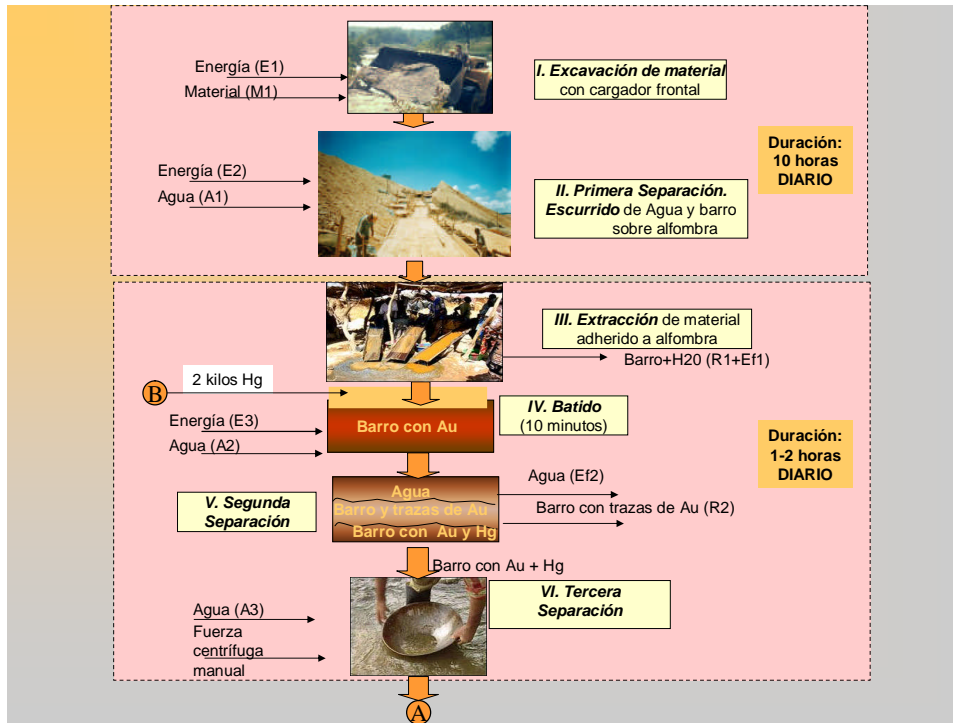 Energía (E1)
Material (M1)
I. Excavación de material
con cargador frontal
Duración:
10 horas
DIARIO
Energía (E2)
Agua (A1)
II. Primera Separación.
Escurrido de Agua y barro
sobre alfombra
III. Extracción de material
adherido a alfombra
Barro+H20 (R1+Ef1)
B
2 kilos Hg
IV. Batido
(10 minutos)
Energía (E3)
Agua (A2)
Barro con Au
Duración:
1-2 horas
DIARIO
V. Segunda
Separación
Agua
Barro y trazas de Au
Barro con Au y Hg
Agua (Ef2)
Barro con trazas de Au (R2)
Barro con Au + Hg
VI. Tercera
Separación
Agua (A3)
Fuerza
centrífuga
manual
A